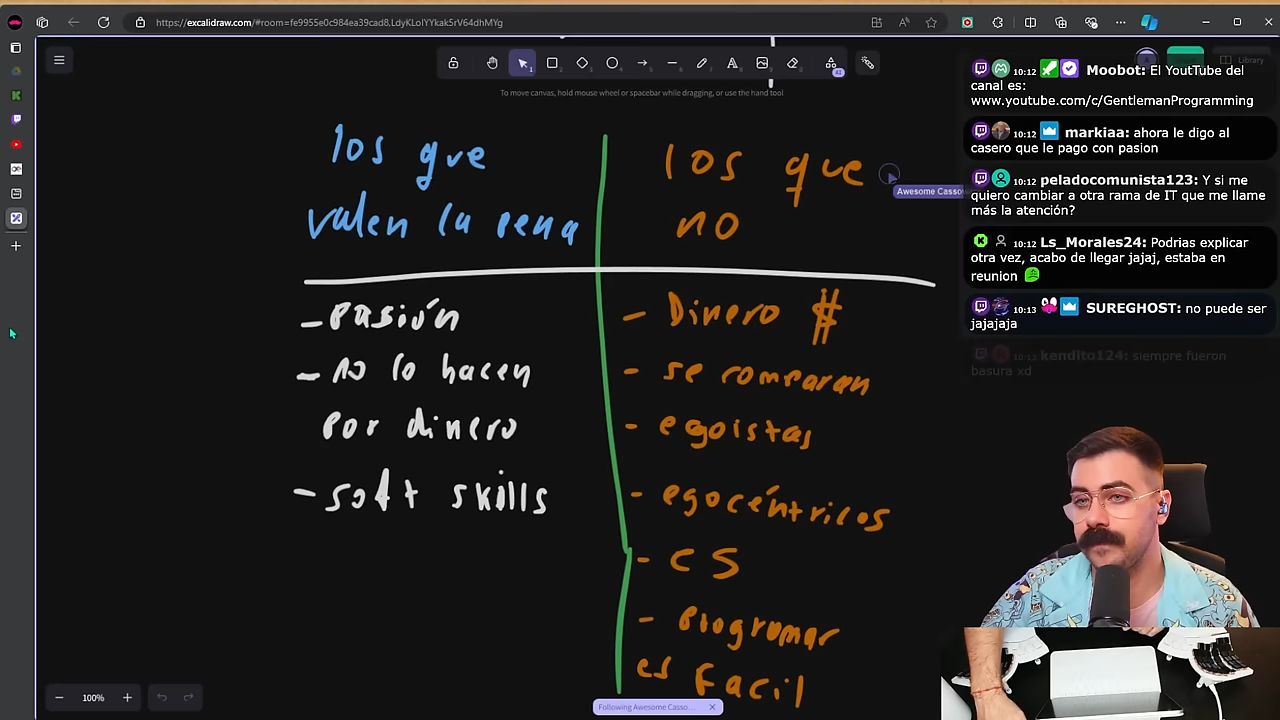 https://excalidraw.com/#room=fe9955e0c984ea39cad8,LdyKLoIYYkak5rV64dhMYg
To move canvas, hold mouse wheel or spacebar while dragging, or use the hand tool
Library
los que
valen la pena
- Pasión
- no lo hacen
por dinero
- soft skills
los que
no
- Dinero $
- se comparan
- egoistas
- egocéntricos
- CS
- Programar
es facil
Awesome Casso
10:12 Moobot: El YouTube del
canal es:
www.youtube.com/c/GentlemanProgramming
10:12 markiaa: ahora le digo al
casero que le pago con pasion
10:12 peladocomunista123: Y si me
quiero cambiar a otra rama de IT que me llame
más la atención?
10:12 Ls_Morales24: Podrias explicar
otra vez, acabo de llegar jajaj, estaba en
reunion
10:13 SUREGHOST: no puede ser
jajajaja
10:13 kendito124: siempre fueron
basura xd
100%
Following Awesome Casso...